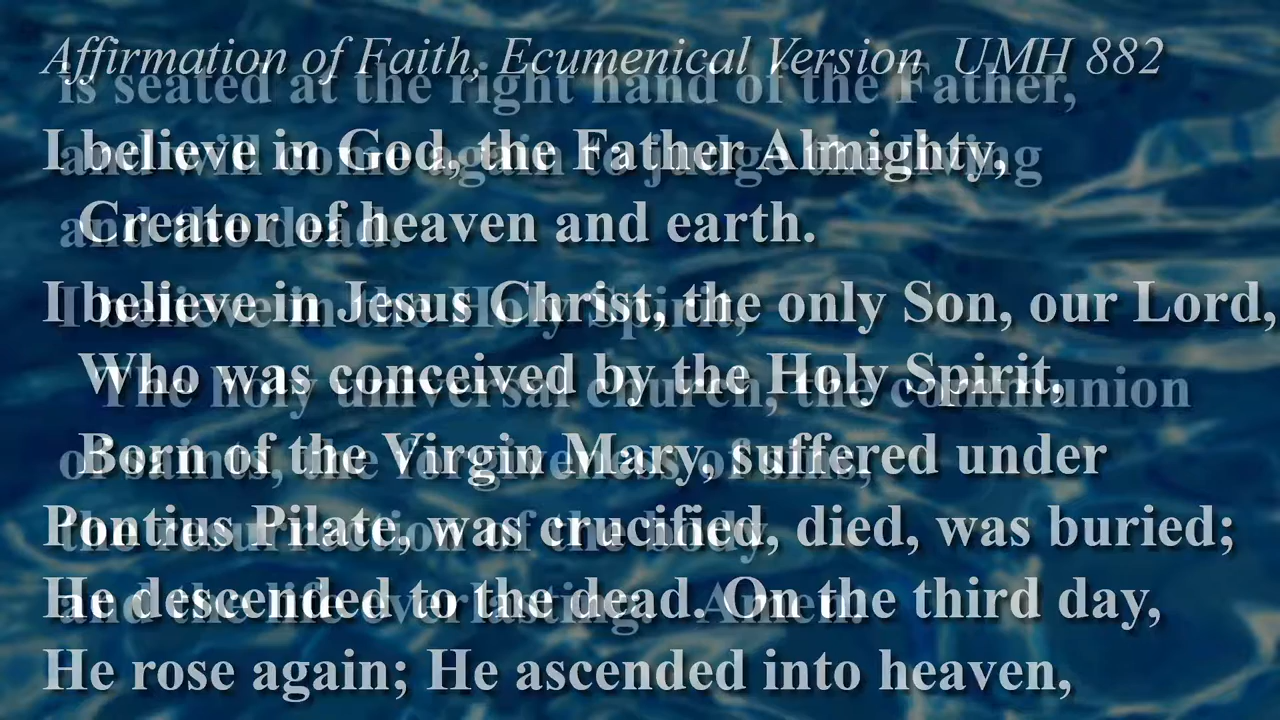 Affirmation of Faith, Ecumenical Version UMH 882
is seated at the right hand of the Father,
I believe in God, the Father Almighty,
and will come again to judge the living
Creator of heaven and earth.
and the dead.
I believe in Jesus Christ, the only Son, our Lord,
I believe in the Holy Spirit,
Who was conceived by the Holy Spirit,
The holy universal church, the communion
Born of the Virgin Mary, suffered under
of saints, the forgiveness of sins,
Pontius Pilate, was crucified, died, was buried;
the resurrection of the body
He descended to the dead. On the third day,
and the life everlasting. Amen.
He rose again; He ascended into heaven,